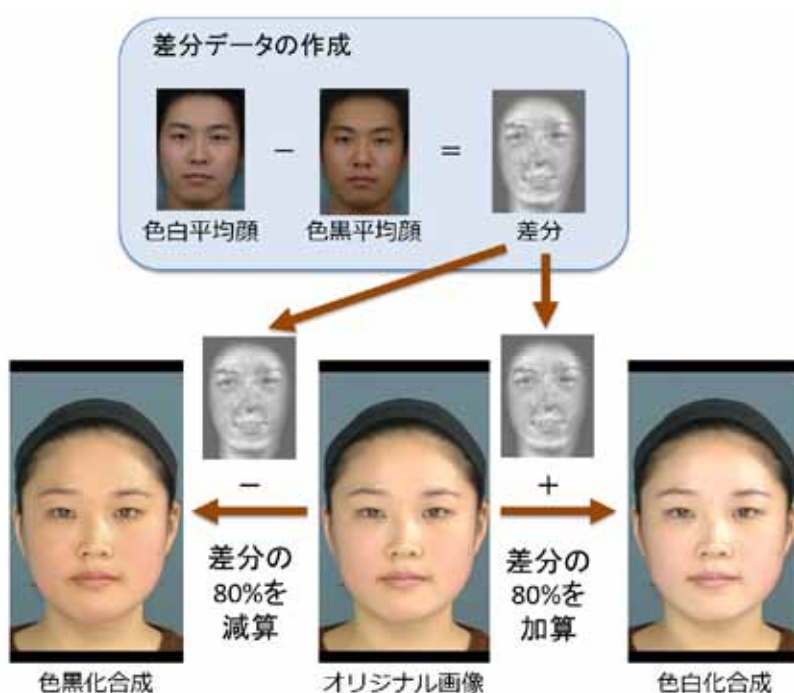 差分データの作成
−
=
色白平均顔
色黒平均顔
差分
−
+
差分の
80%を
減算
差分の
80%を
加算
色黒化合成
オリジナル画像
色白化合成